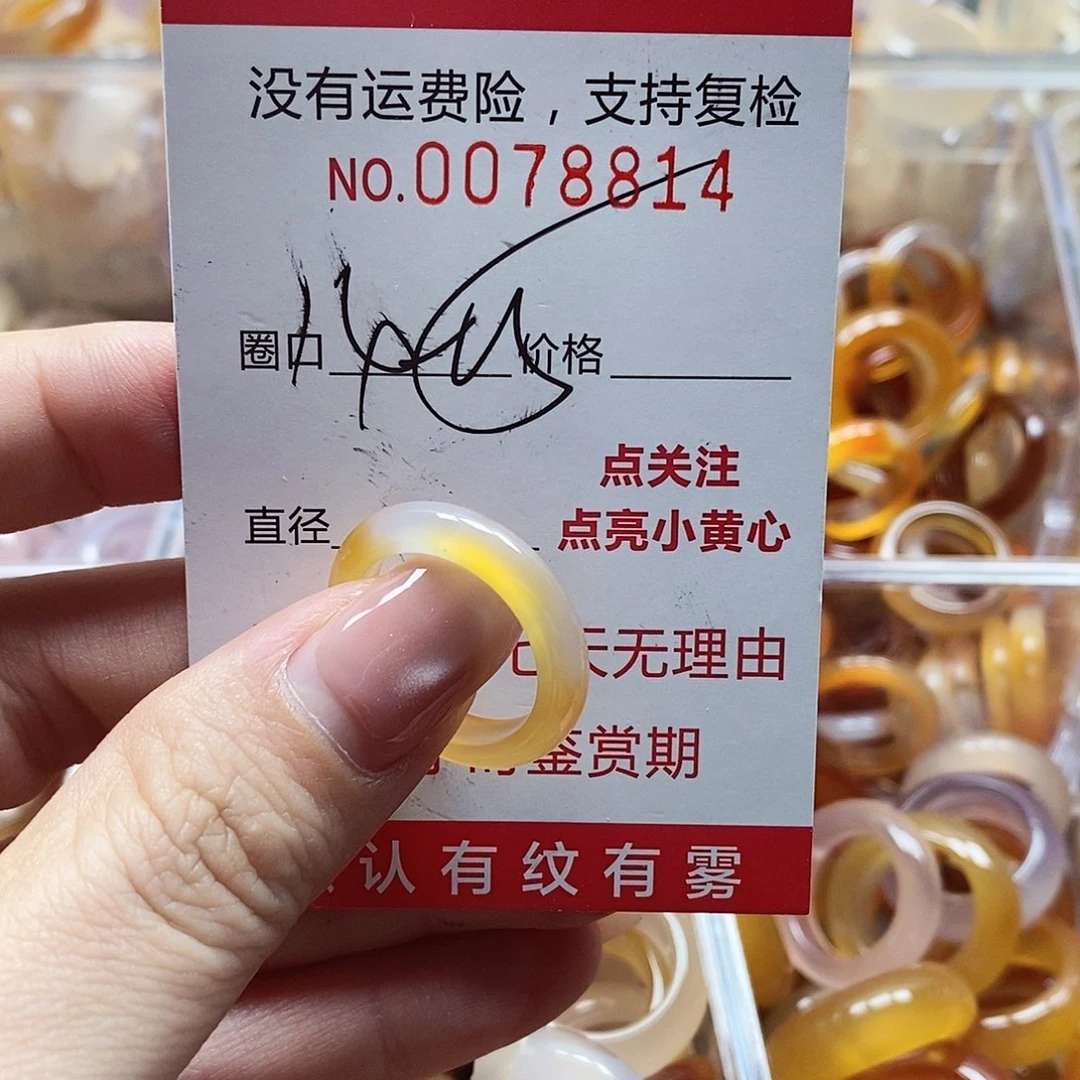 没有运费险，支持复检
NO.0078814
圈口 价格
点关注
直径 点亮小黄心
天无理由
鉴赏期
认有纹有雾